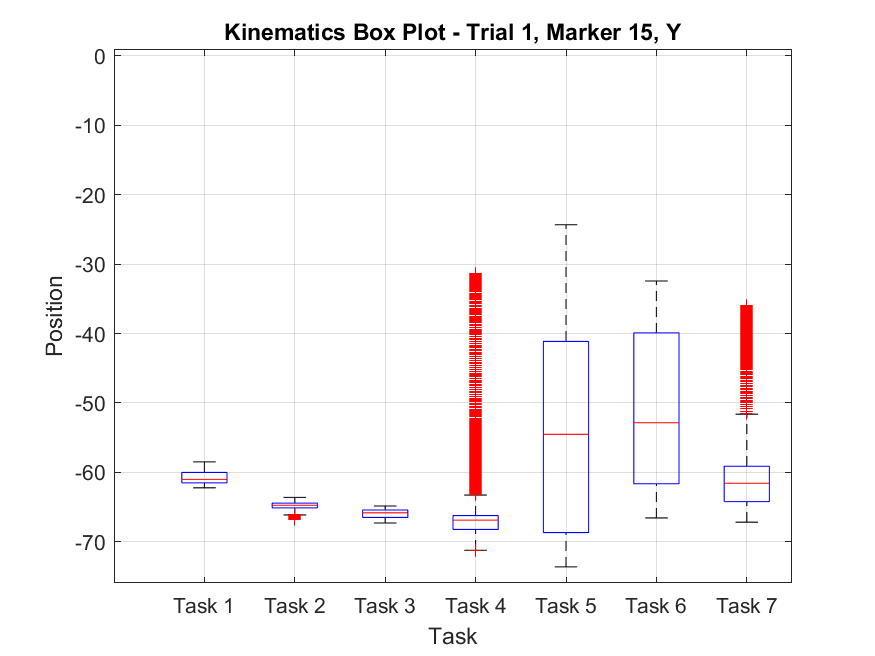 Kinematics Box Plot - Trial 1, Marker 15, Y
0
-10
-20
-30
-40
-50
-60
-70
Position
Task 1 Task 2 Task 3 Task 4 Task 5 Task 6 Task 7
Task